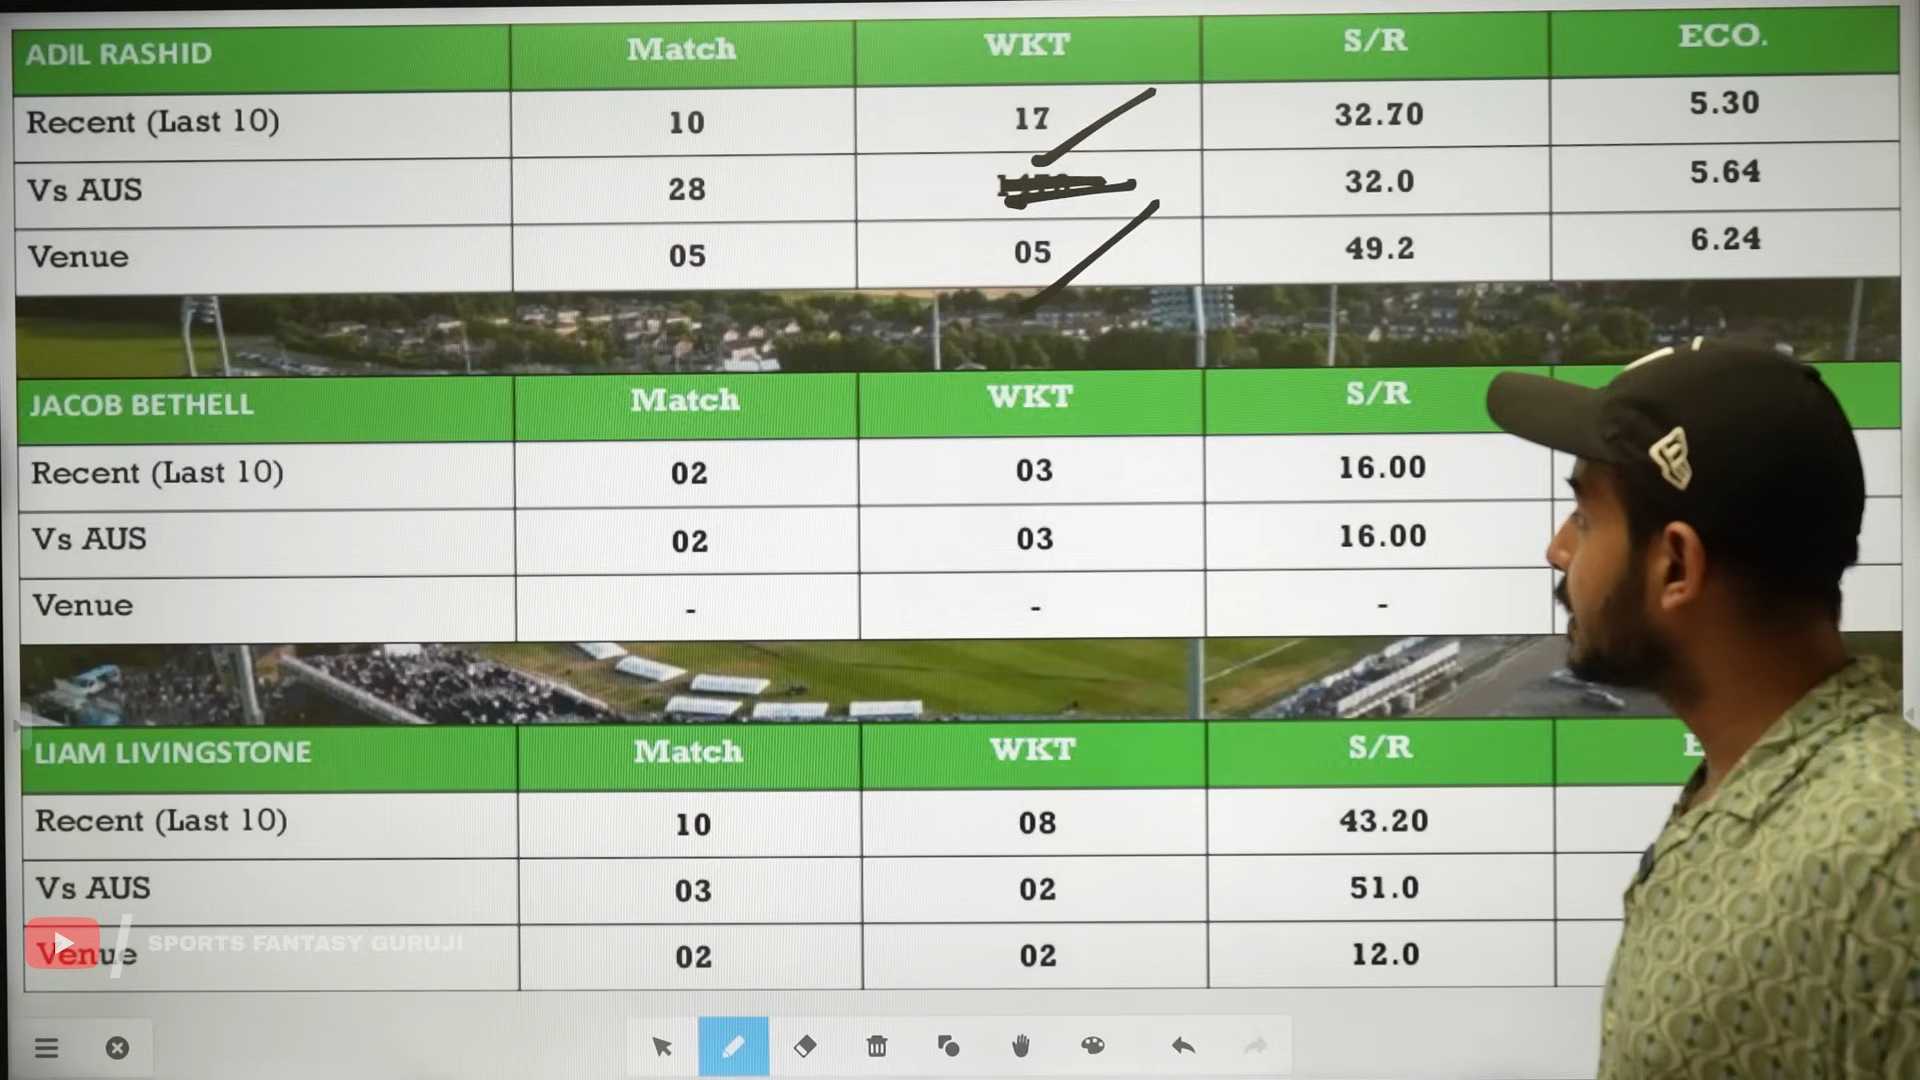 ADIL RASHID Match WKT S/R ECO.
Recent (Last 10) 10 17 32.70 5.30
Vs AUS 28 32.0 5.64
Venue 05 05 49.2 6.24
JACOB BETHELL Match WKT S/R
Recent (Last 10) 02 03 16.00
Vs AUS 02 03 16.00
Venue - - -
LIAM LIVINGSTONE Match WKT S/R E
Recent (Last 10) 10 08 43.20
Vs AUS 03 02 51.0
Venue 02 02 12.0
SPORTS FANTASY GURUJI